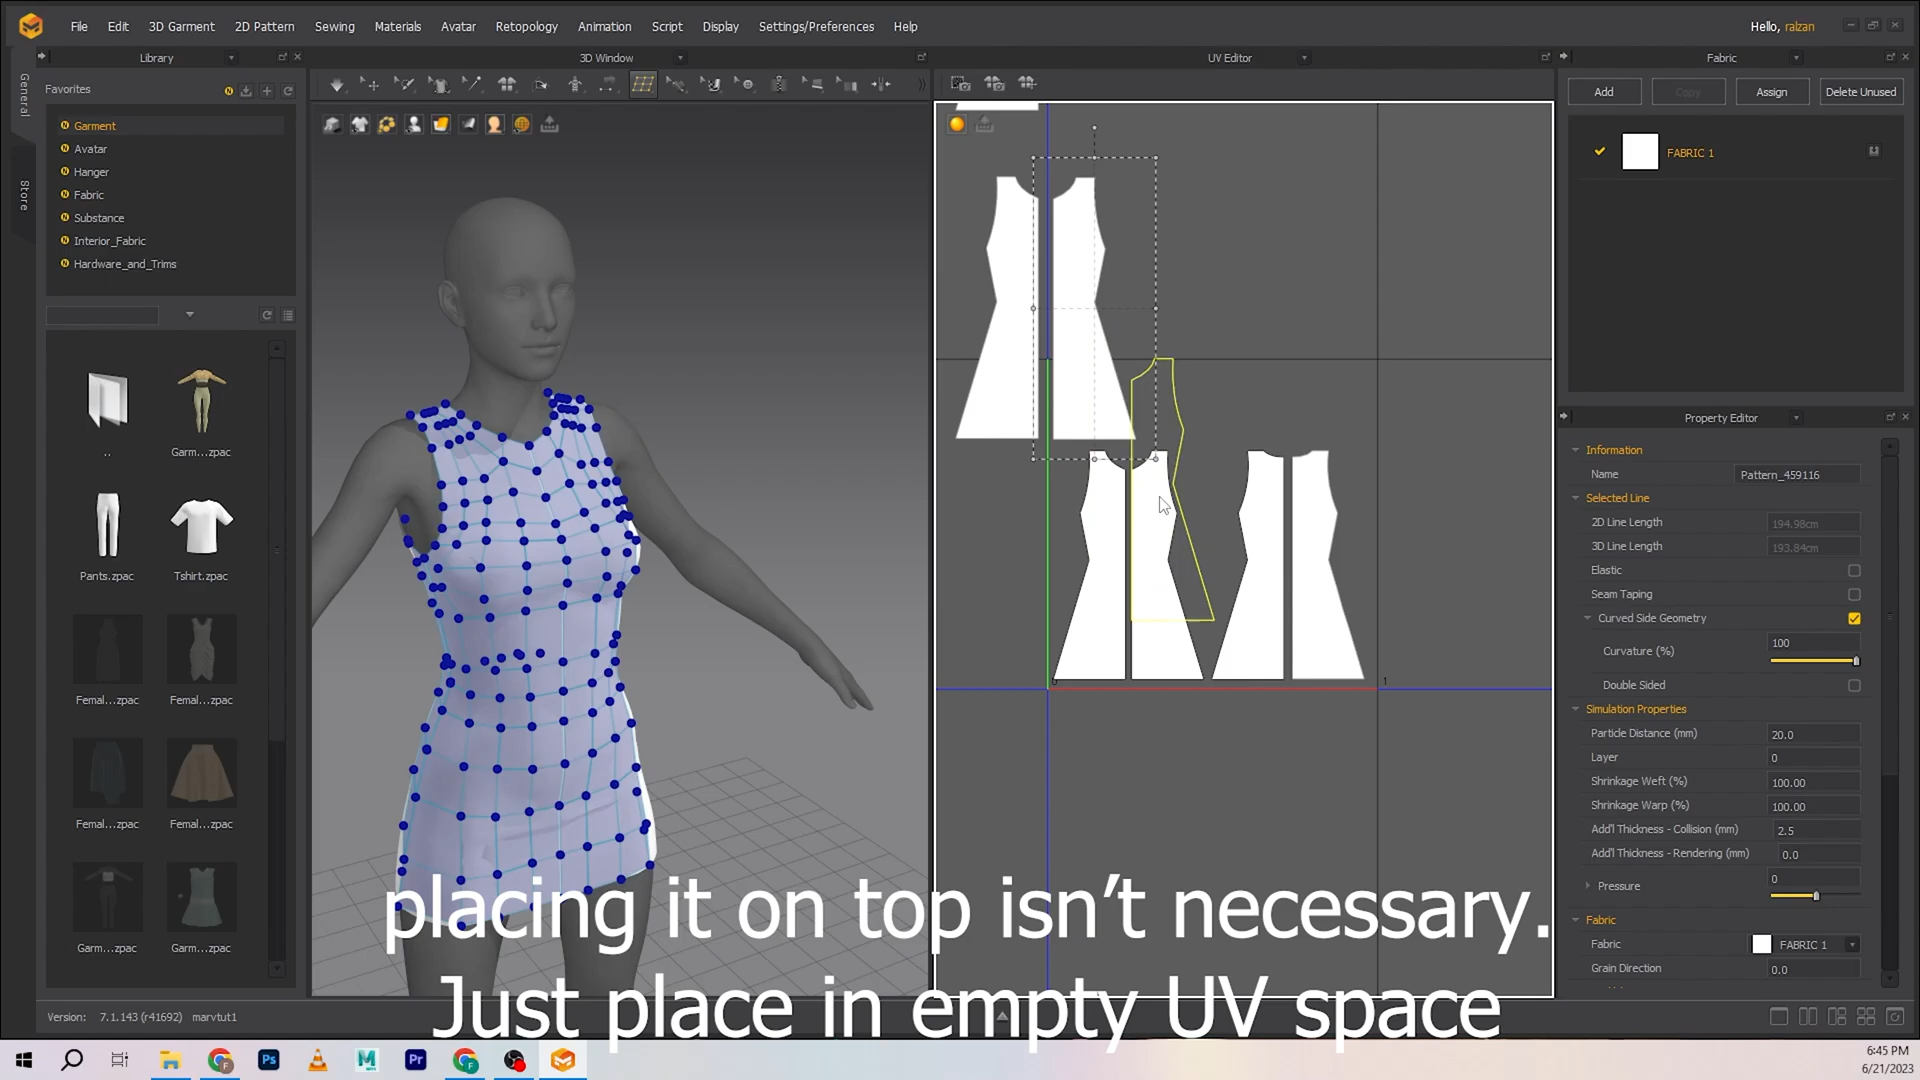 File Edit 3D Garment 2D Pattern Sewing Materials Avatar Retopology Animation Script Display Settings/Preferences Help
Hello, ralzan
Library
3D Window
UV Editor
Fabric
General
Store
Favorites
Garment
Avatar
Hanger
Fabric
Substance
Interior_Fabric
Hardware_and_Trims
..
Garm...zpac
Pants.zpac
Tshirt.zpac
Femal...zpac
Femal...zpac
Femal...zpac
Femal...zpac
Garm...zpac
Garm...zpac
1
Add Copy Assign Delete Unused
FABRIC 1
Property Editor
Information
Name Pattern_459116
Selected Line
2D Line Length 194.98cm
3D Line Length 193.84cm
Elastic
Seam Taping
Curved Side Geometry
Curvature (%) 100
Double Sided
Simulation Properties
Particle Distance (mm) 20.0
Layer 0
Shrinkage Weft (%) 100.00
Shrinkage Warp (%) 100.00
Add'l Thickness - Collision (mm) 2.5
Add'l Thickness - Rendering (mm) 0.0
Pressure 0
Fabric
Fabric FABRIC 1
Grain Direction 0.0
placing it on top isn't necessary.
Just place in empty UV space
Version: 7.1.143 (r41692) marvtut1
Ps
M
Pr
6:45 PM
6/21/2023